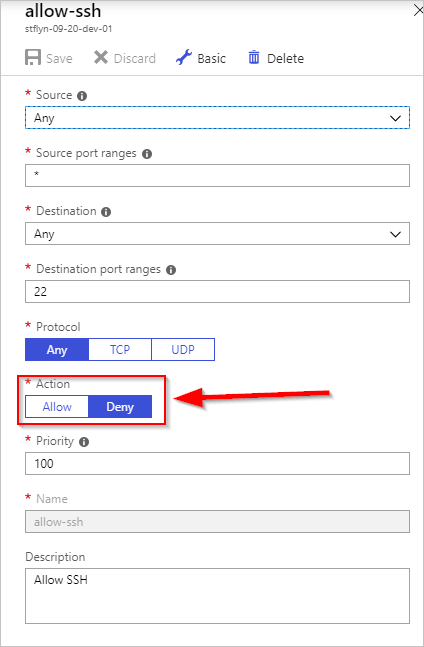 allow-ssh
stflyn-09-20-dev-01
Save Discard Basic Delete
* Source
Any
* Source port ranges
*
* Destination
Any
* Destination port ranges
22
* Protocol
Any TCP UDP
* Action
Allow Deny
* Priority
100
* Name
allow-ssh
Description
Allow SSH